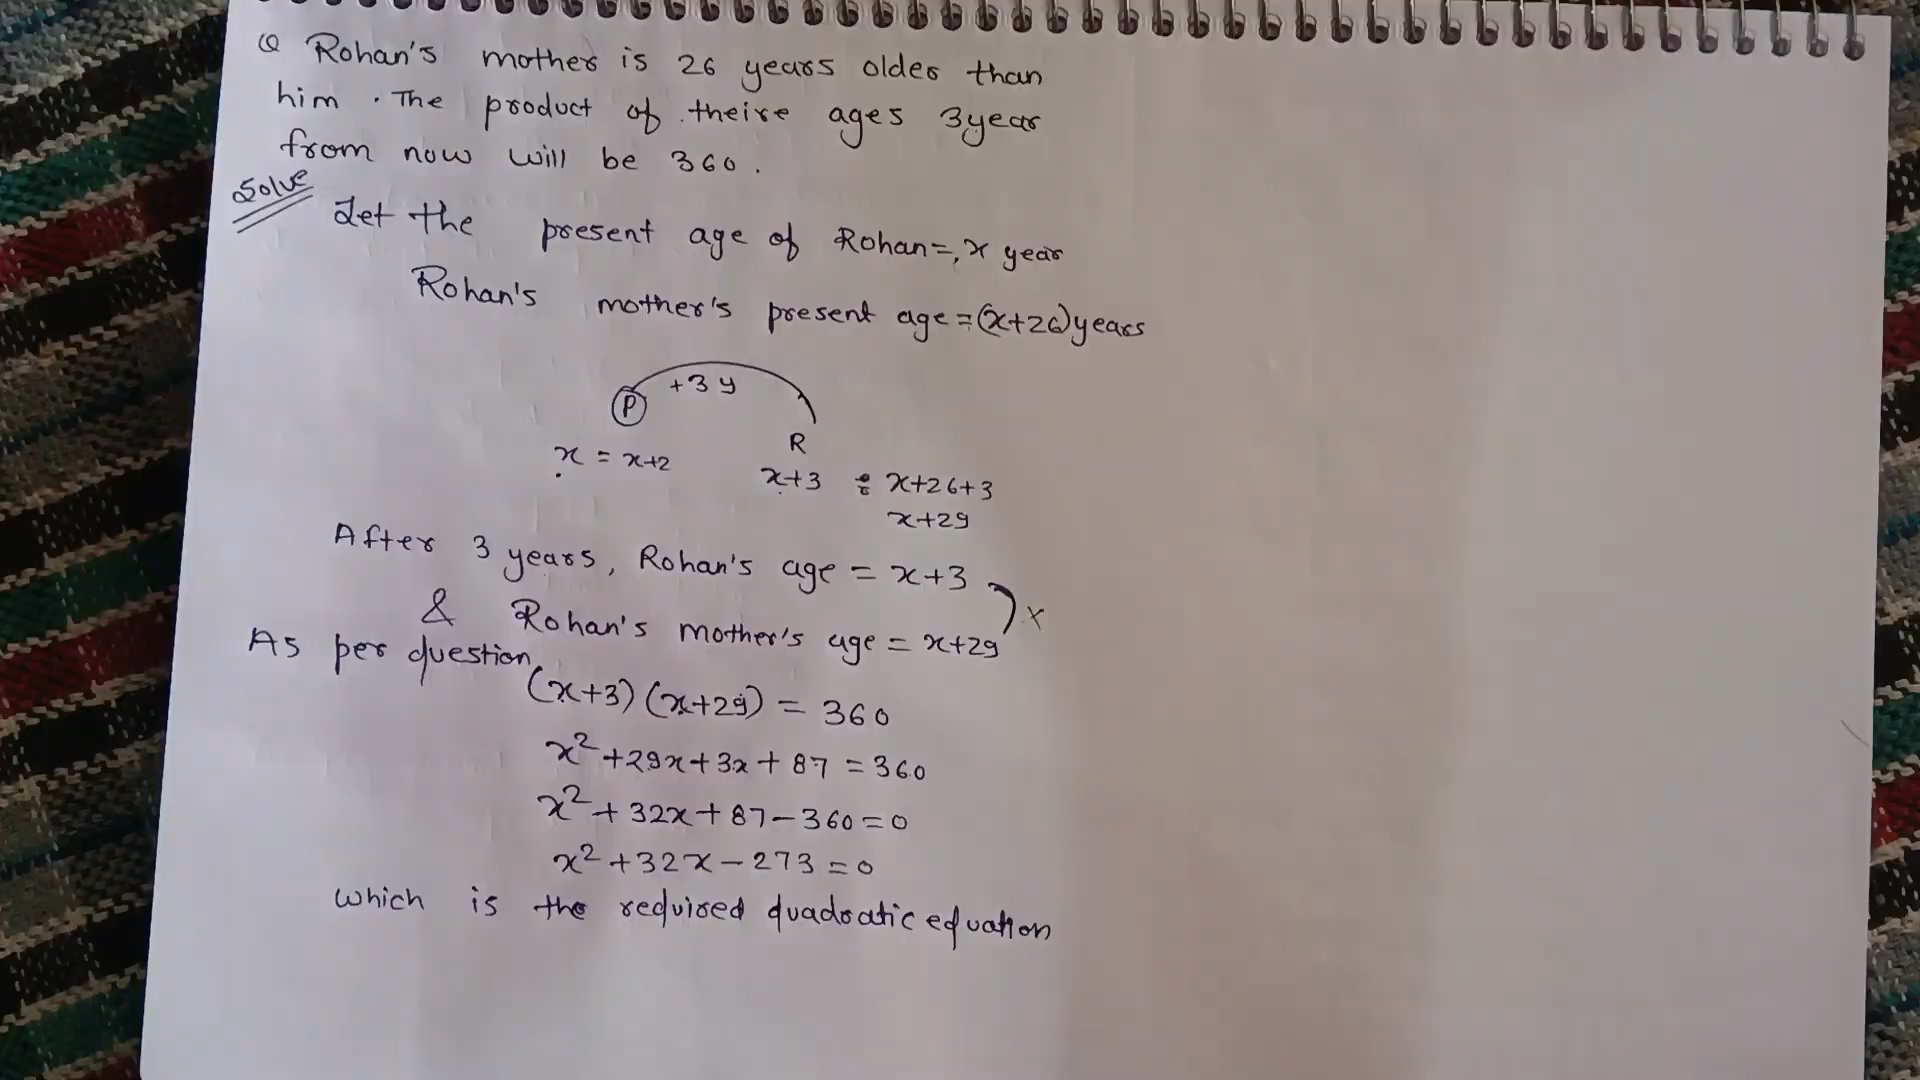 Q Rohan's mother is 26 years older than
him. The product of theire ages 3year
from now will be 360.
Solve
Let the present age of Rohan=, x year
Rohan's mother's present age=(x+26)years
+3 y
P
R
x = x+2
x+3 = x+26+3
x+29
After 3 years, Rohan's age = x+3
x
& Rohan's mother's age = x+29
As per question,
(x+3) (x+29) = 360
x² +29x+3x+87 = 360
x² + 32x+87-360=0
x² +32x-273=0
which is the required quadratic equation